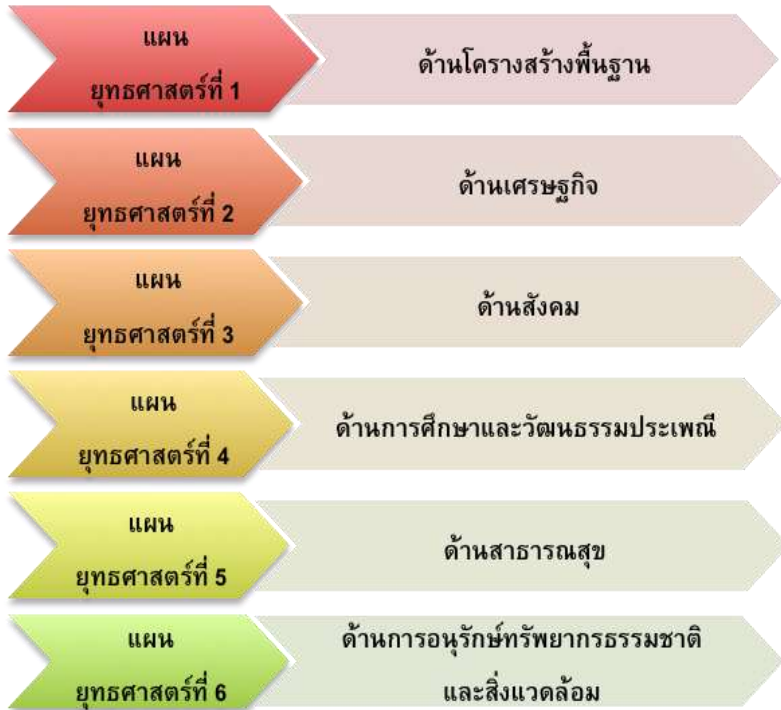 แผน
ยุทธศาสตร์ที่ 1
ด้านโครางสร้างพื้นฐาน
แผน
ยุทธศาสตร์ที่ 2
ด้านเศรษฐกิจ
แผน
ยุทธศาสตร์ที่ 3
ด้านสังคม
แผน
ยุทธศาสตร์ที่ 4
ด้านการศึกษาและวัฒนธรรมประเพณี
แผน
ยุทธศาสตร์ที่ 5
ด้านสาธารณสุข
แผน
ยุทธศาสตร์ที่ 6
ด้านการอนุรักษ์ทรัพยากรธรรมชาติ
และสิ่งแวดล้อม